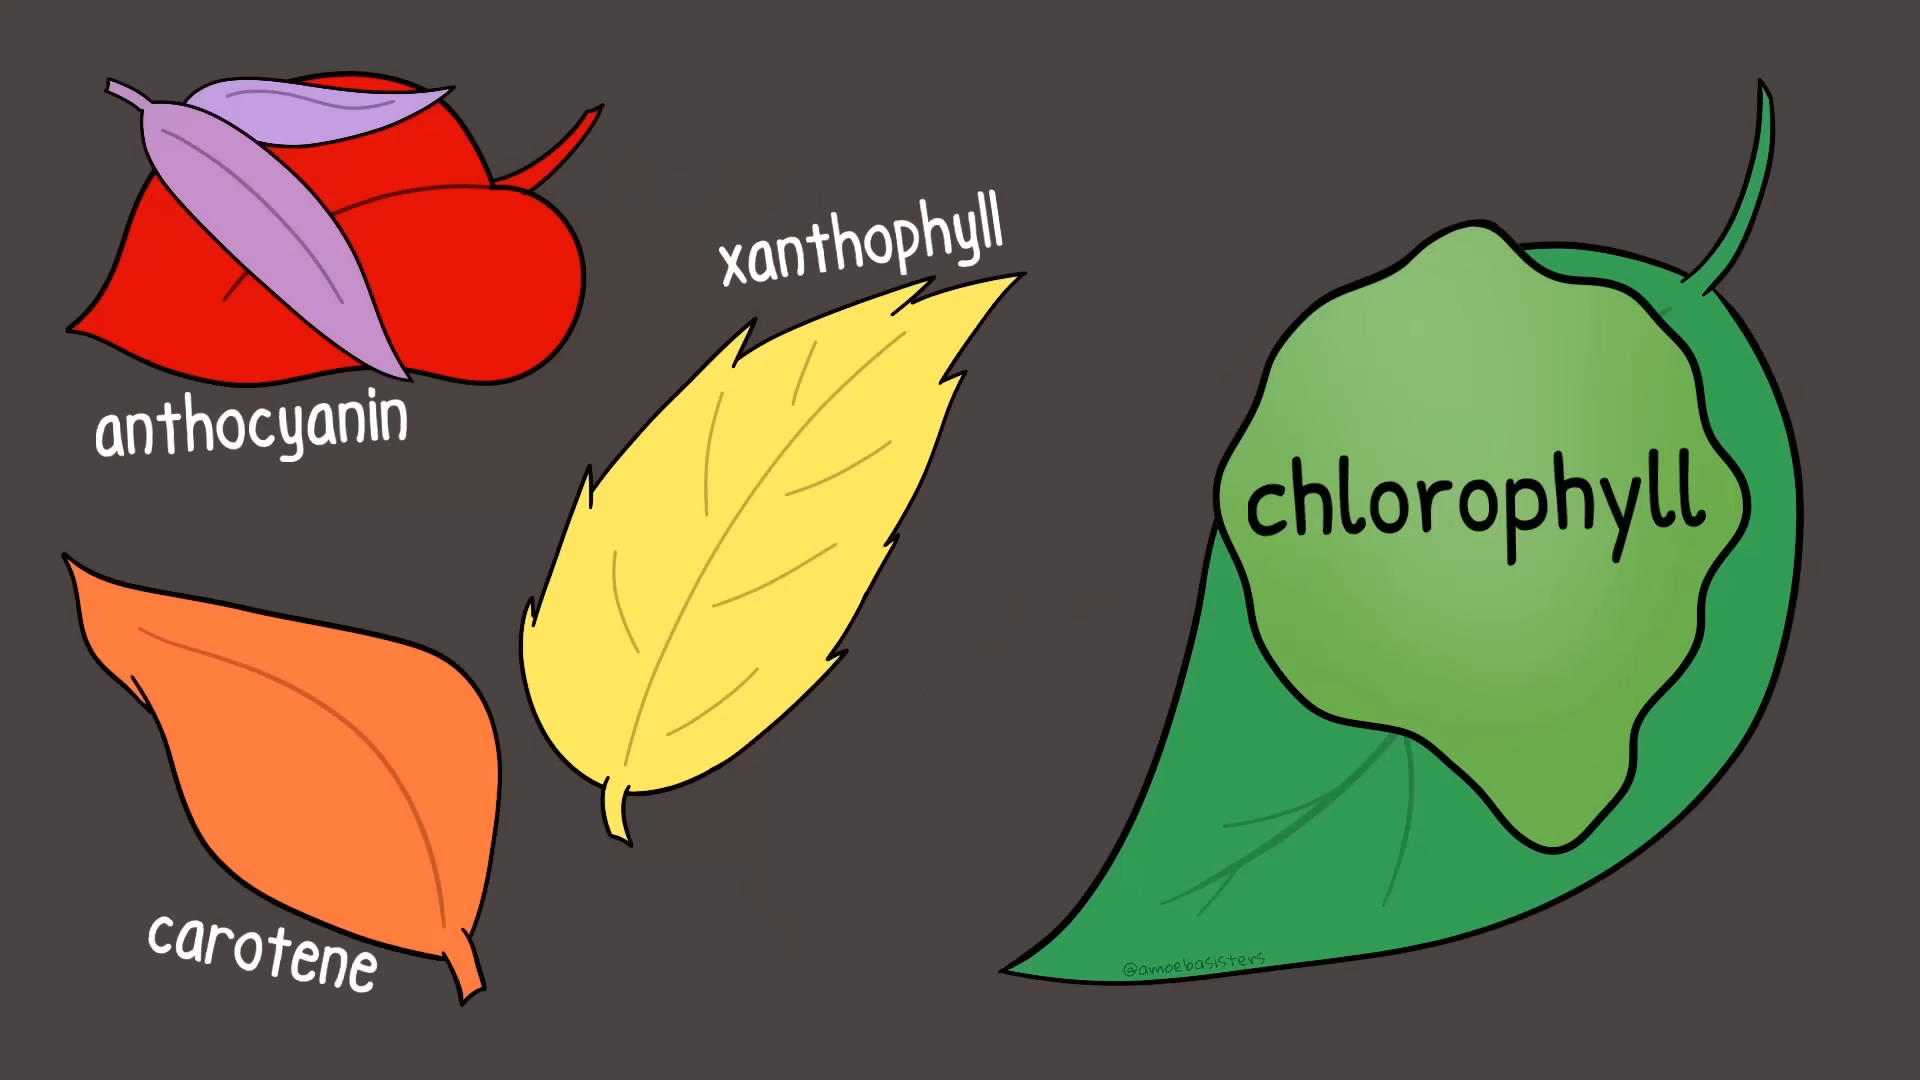 anthocyanin
xanthophyll
chlorophyll
carotene
@amoebasisters